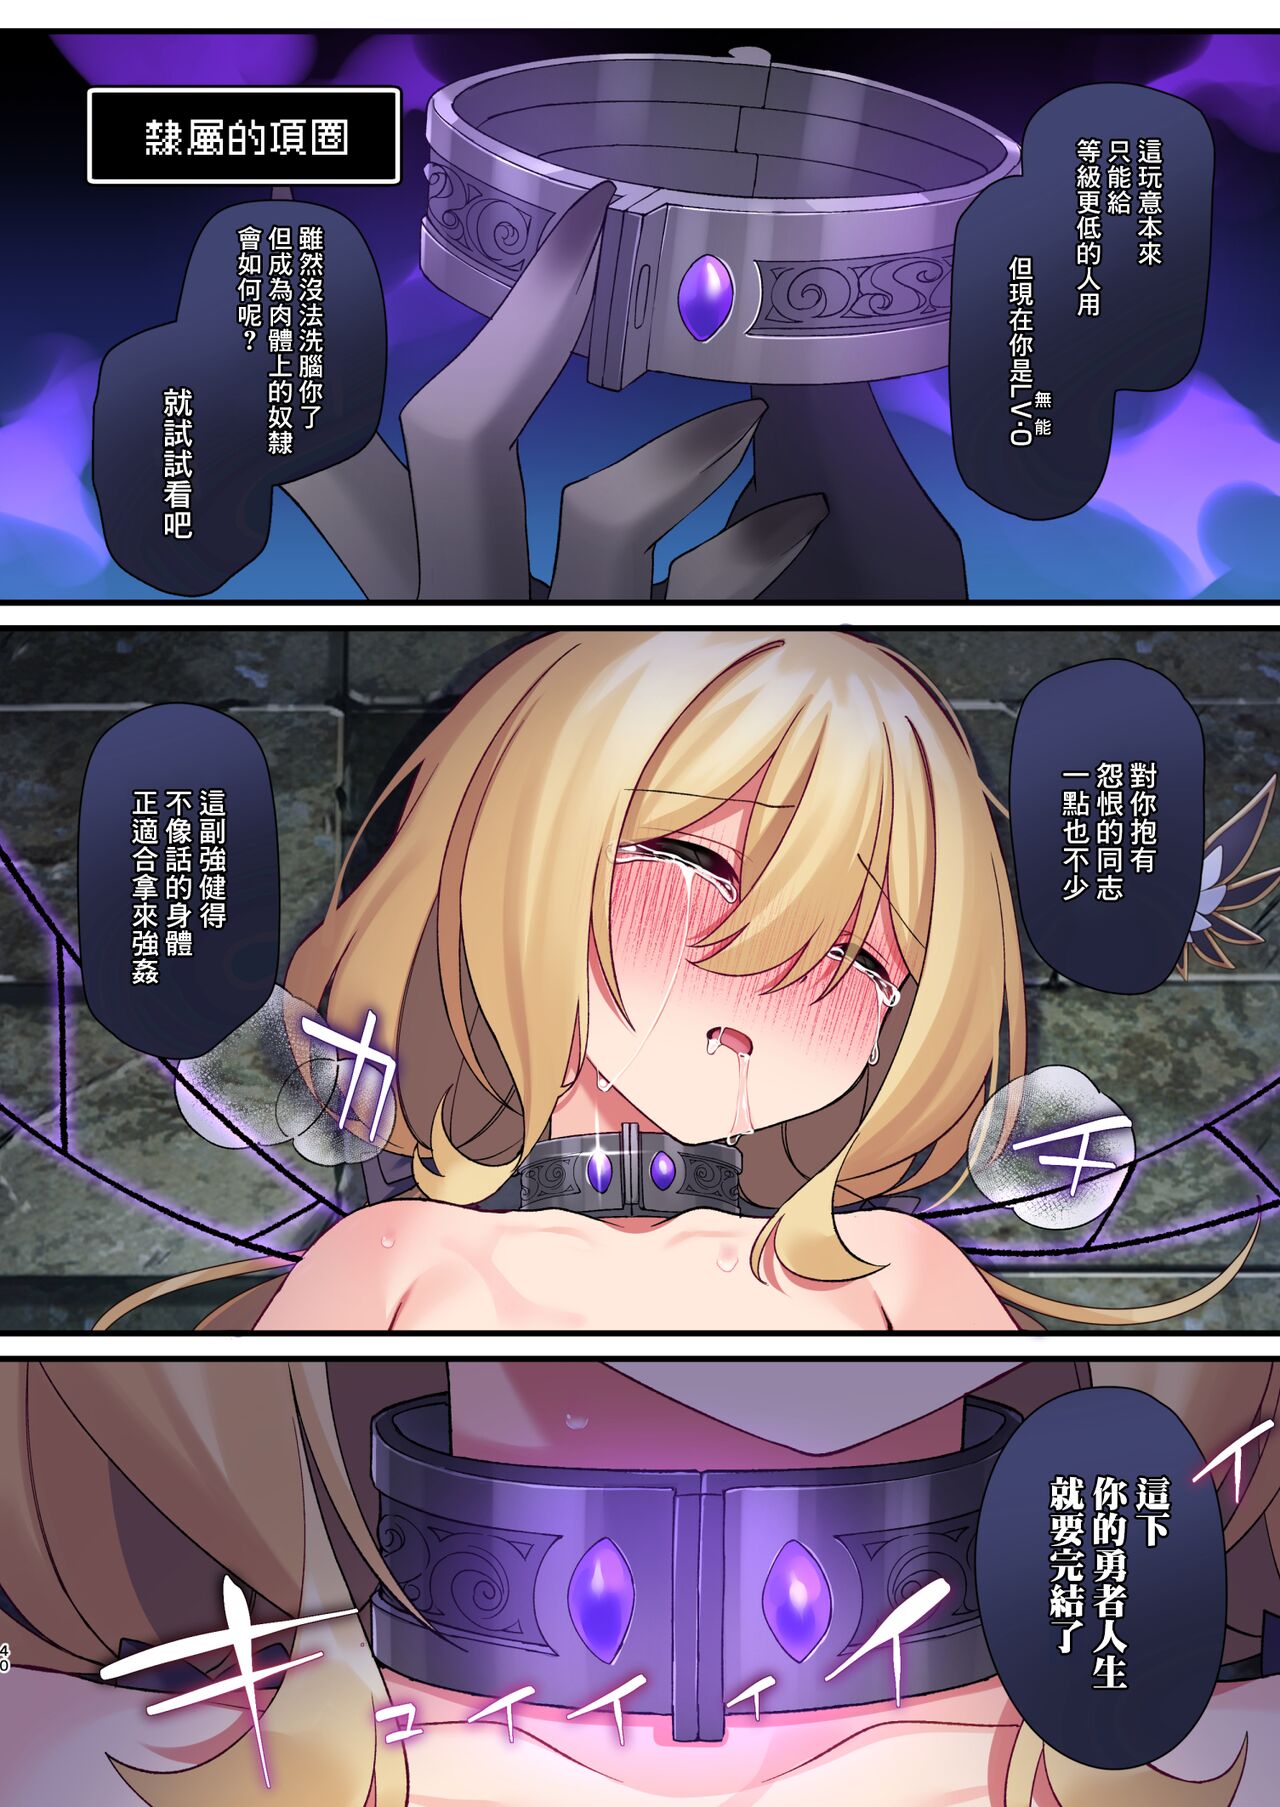 隸屬的項圈
這玩意本來
只能給
等級更低的人用
但現在你是LV-0
無能
雖然沒法洗腦你了
但成為肉體上的奴隸
會如何呢?
就試試看吧
對你抱有
怨恨的同志
一點也不少
這副強健得
不像話的身體
正適合拿來強姦
カ
チ
ィ
這下
你的勇者人生
就要完結了
キュイイイィィ
40